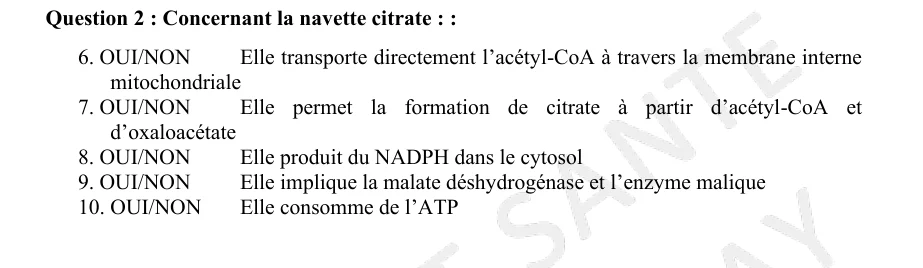 Question 2 : Concernant la navette citrate : :
6. OUI/NON Elle transporte directement l’acétyl-CoA à travers la membrane interne
mitochondriale
7. OUI/NON Elle permet la formation de citrate à partir d’acétyl-CoA et
d’oxaloacétate
8. OUI/NON Elle produit du NADPH dans le cytosol
9. OUI/NON Elle implique la malate déshydrogénase et l’enzyme malique
10. OUI/NON Elle consomme de l’ATP
SANTE
AY